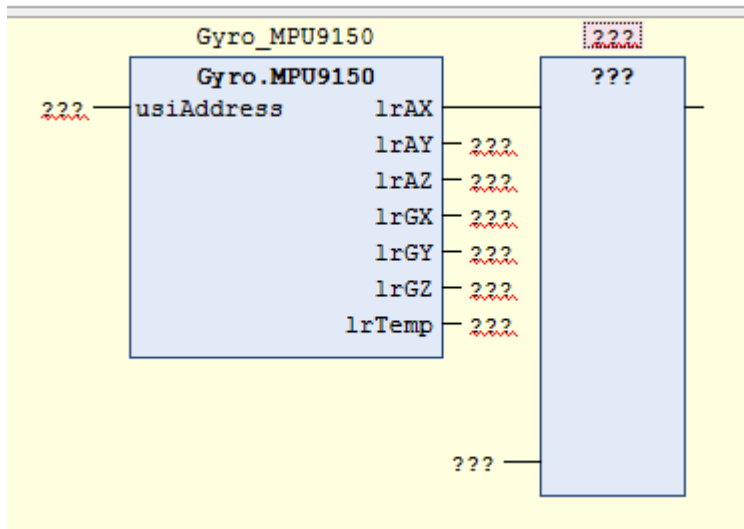 Gyro_MPU9150 ???
Gyro.MPU9150 ???
??? usiAddress lrAX
lrAY ???
lrAZ ???
lrGX ???
lrGY ???
lrGZ ???
lrTemp ???
???